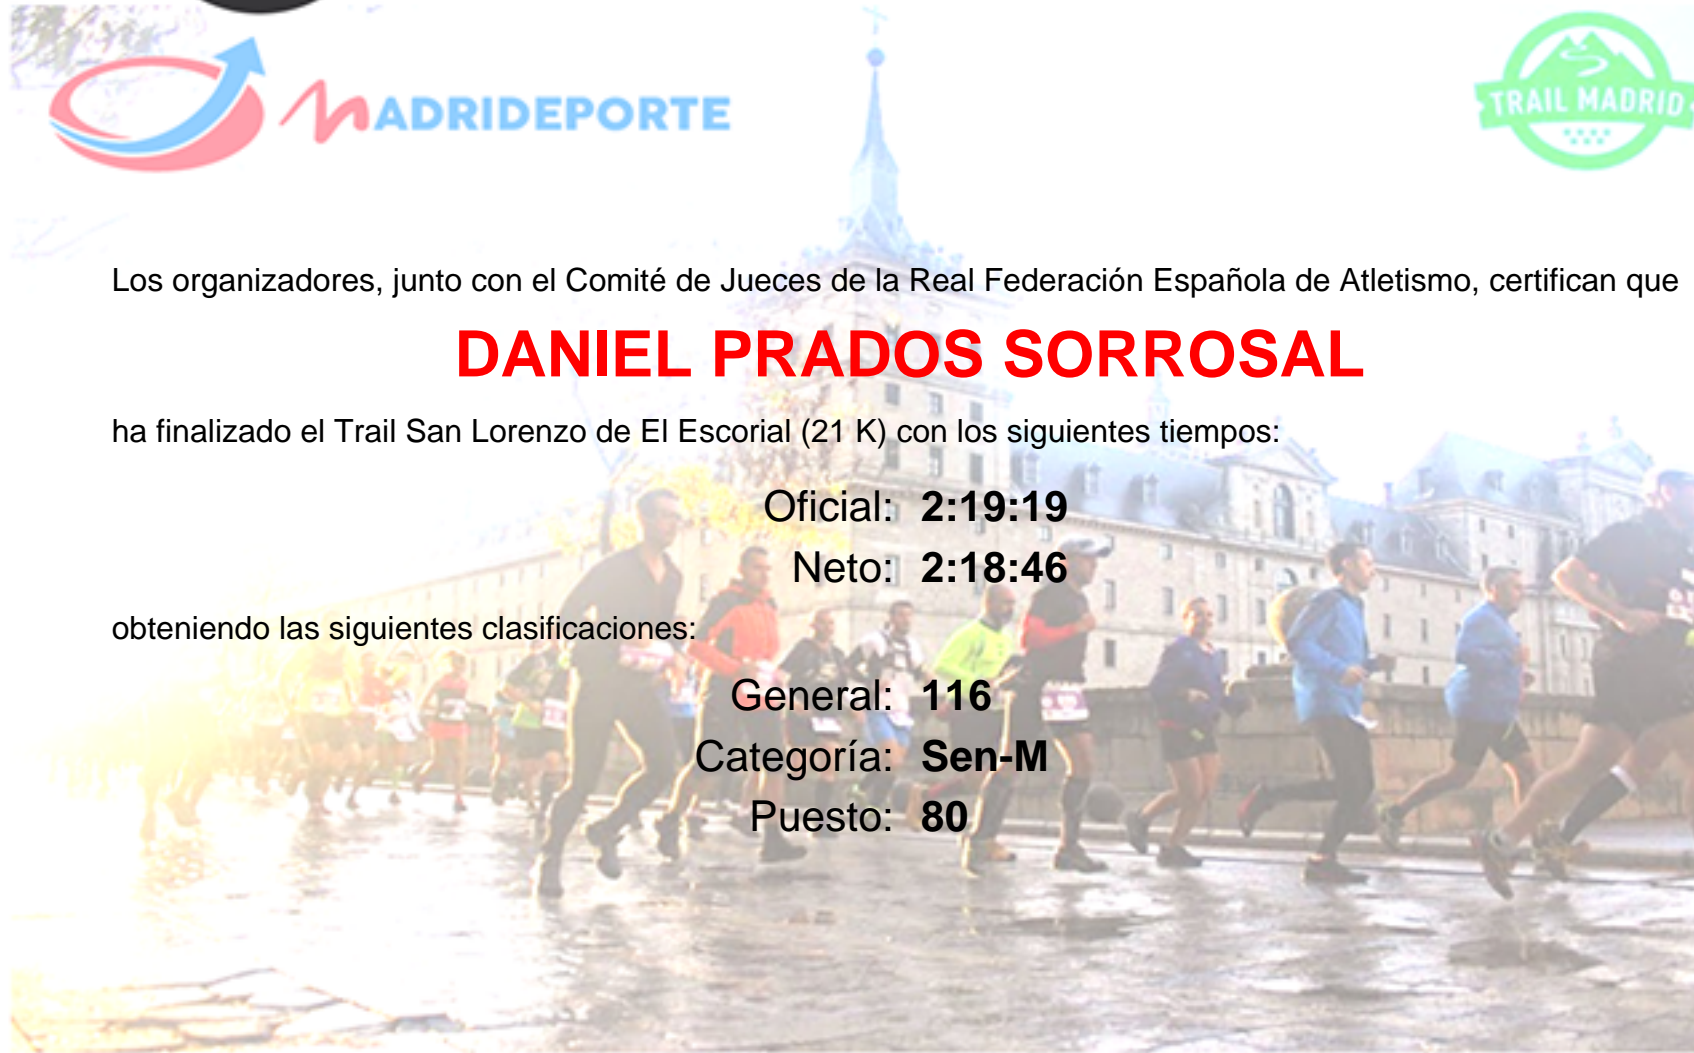 MADRIDEPORTE
TRAIL MADRID
Los organizadores, junto con el Comité de Jueces de la Real Federación Española de Atletismo, certifican que
DANIEL PRADOS SORROSAL
ha finalizado el Trail San Lorenzo de El Escorial (21 K) con los siguientes tiempos:
Oficial: 2:19:19
Neto: 2:18:46
obteniendo las siguientes clasificaciones:
General: 116
Categoría: Sen-M
Puesto: 80